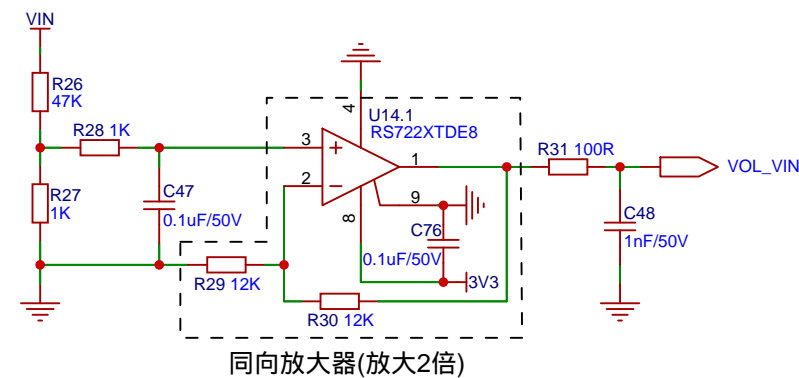 VIN
R26
47K
R28 1K
R27
1K
C47
0.1uF/50V
R29 12K
R30 12K
4
U14.1
RS722XTDE8
3
2
1
9
8
C76
0.1uF/50V
3V3
R31 100R
VOL_VIN
C48
1nF/50V
同向放大器(放大2倍)